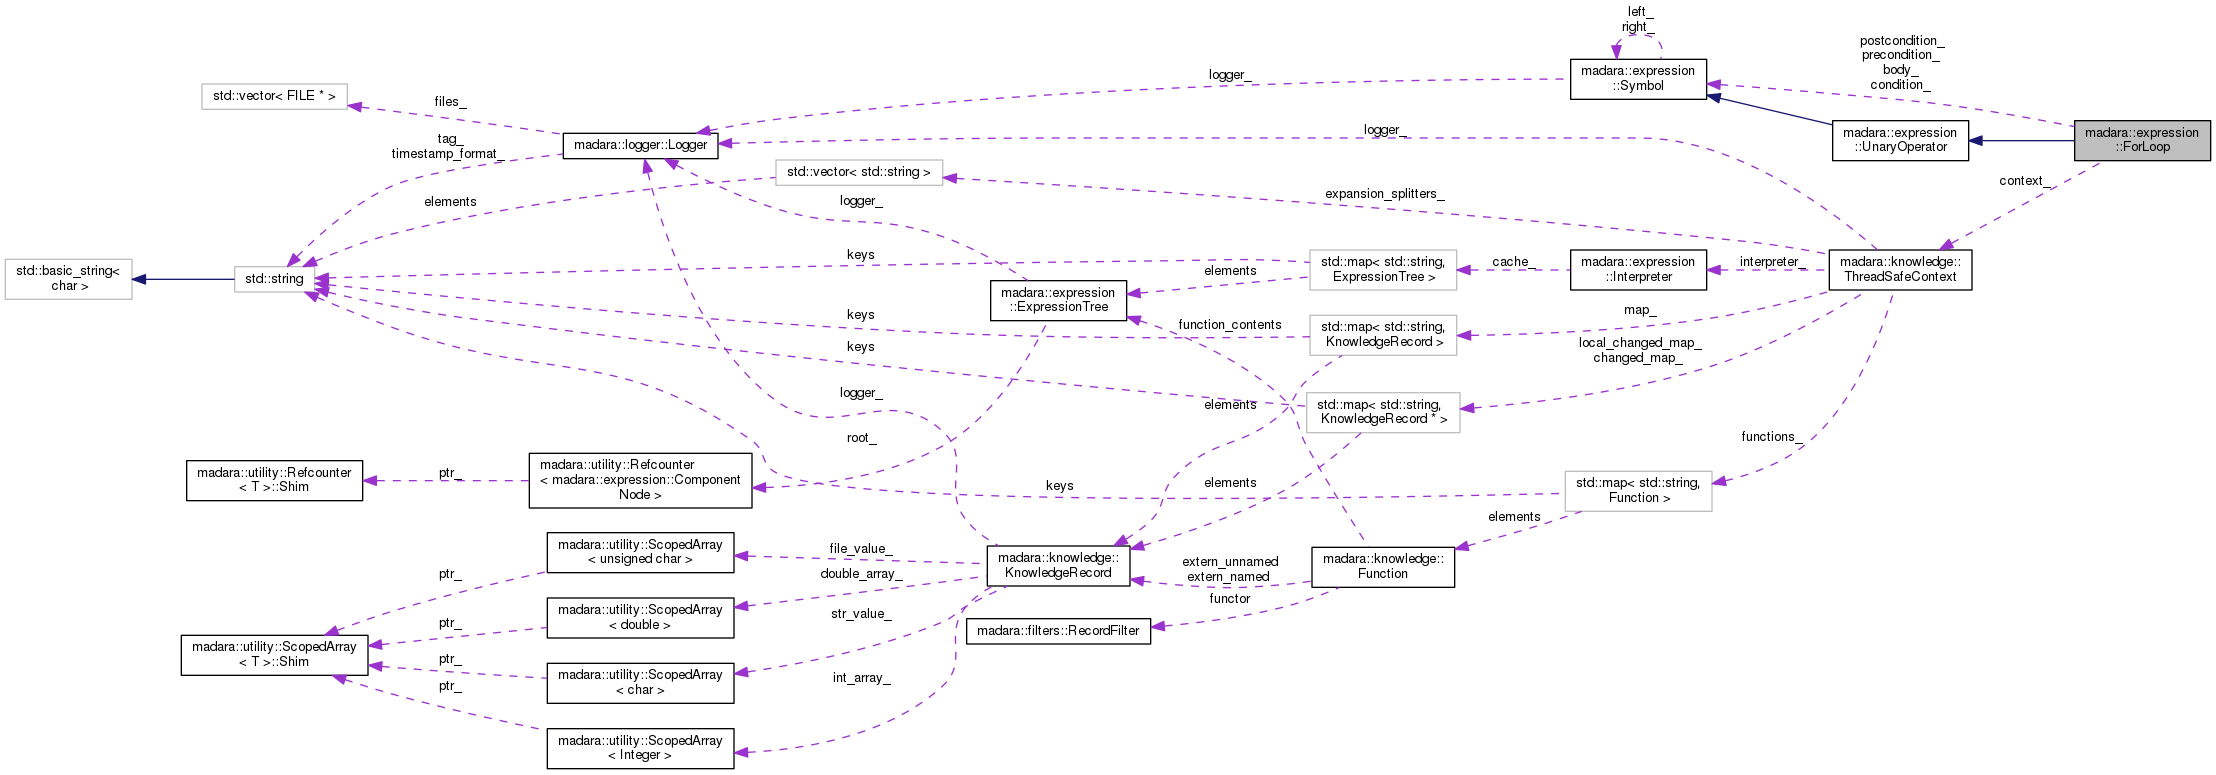 left_
right_
postcondition_
precondition_
body_
condition_
madara::expression
::Symbol
logger_
std::vector< FILE * >
files_
madara::logger::Logger
tag_
timestamp_format_
logger_
madara::expression
::UnaryOperator
madara::expression
::ForLoop
std::vector< std::string >
elements
logger_
expansion_splitters_
context_
std::basic_string<
char >
std::string
keys
madara::expression
::ExpressionTree
elements
std::map< std::string,
ExpressionTree >
cache_
madara::expression
::Interpreter
interpreter_
madara::knowledge::
ThreadSafeContext
keys
function_contents
std::map< std::string,
KnowledgeRecord >
map_
keys
local_changed_map_
changed_map_
logger_
elements
std::map< std::string,
KnowledgeRecord * >
root_
functions_
madara::utility::Refcounter
< T >::Shim
ptr_
madara::utility::Refcounter
< madara::expression::Component
Node >
keys
elements
std::map< std::string,
Function >
elements
madara::utility::ScopedArray
< unsigned char >
file_value_
madara::knowledge::
KnowledgeRecord
extern_unnamed
extern_named
madara::knowledge::
Function
ptr_
double_array_
functor
madara::utility::ScopedArray
< double >
ptr_
str_value_
madara::filters::RecordFilter
madara::utility::ScopedArray
< T >::Shim
ptr_
madara::utility::ScopedArray
< char >
ptr_
int_array_
madara::utility::ScopedArray
< Integer >